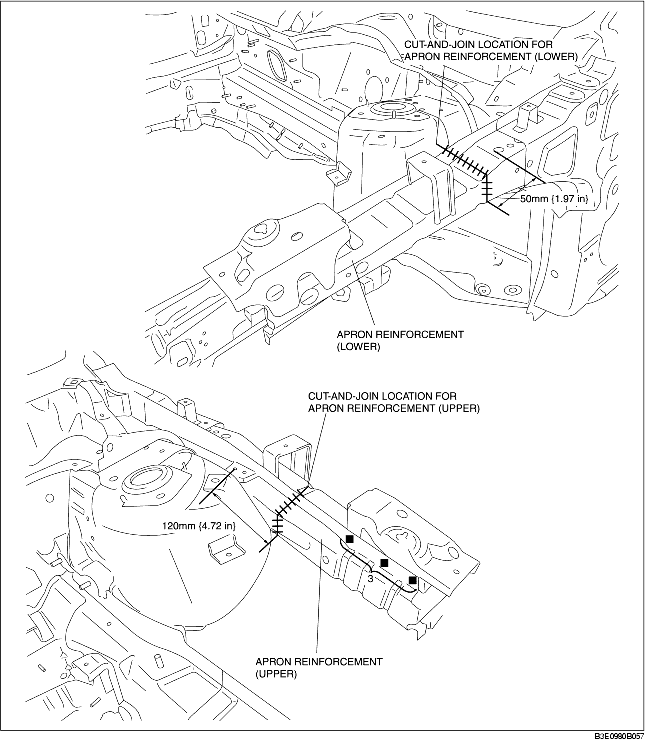 CUT-AND-JOIN LOCATION FOR
APRON REINFORCEMENT (LOWER)
50mm {1.97 in}
APRON REINFORCEMENT
(LOWER)
CUT-AND-JOIN LOCATION FOR
APRON REINFORCEMENT (UPPER)
120mm {4.72 in}
3
APRON REINFORCEMENT
(UPPER)
B3E0980B057